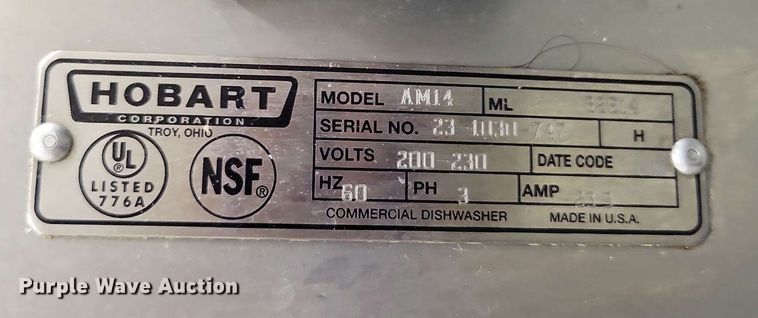 HOBART
CORPORATION
TROY, OHIO
UL
®
LISTED
776A
NSF®
MODEL AM14 ML
SERIAL NO. H
VOLTS 200-230 DATE CODE
HZ 60 PH 3 AMP
COMMERCIAL DISHWASHER MADE IN U.S.A.
Purple Wave Auction